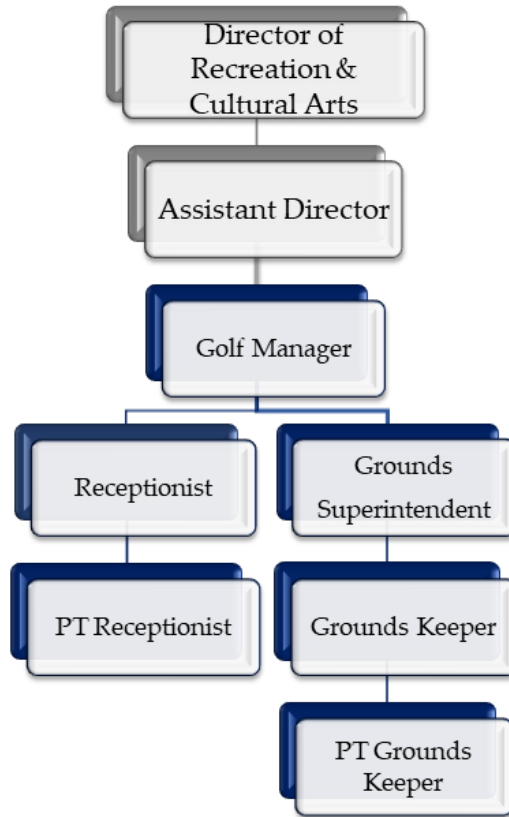 Director of
Recreation &
Cultural Arts
Assistant Director
Golf Manager
Receptionist
Grounds
Superintendent
PT Receptionist
Grounds Keeper
PT Grounds
Keeper